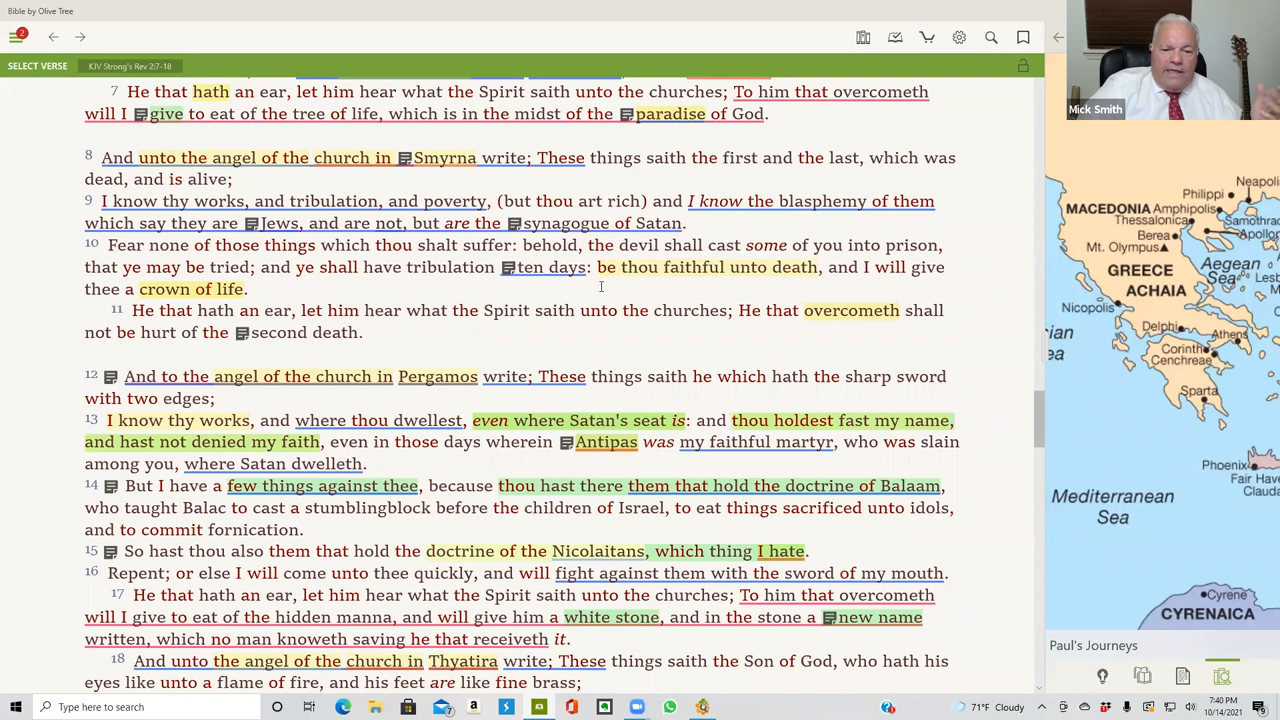 Bible by Olive Tree
2
SELECT VERSE
KJV Strong's Rev 2:7-18
7 He that hath an ear, let him hear what the Spirit saith unto the churches; To him that overcometh
will I give to eat of the tree of life, which is in the midst of the paradise of God.
8 And unto the angel of the church in Smyrna write; These things saith the first and the last, which was
dead, and is alive;
9 I know thy works, and tribulation, and poverty, (but thou art rich) and I know the blasphemy of them
which say they are Jews, and are not, but are the synagogue of Satan.
10 Fear none of those things which thou shalt suffer: behold, the devil shall cast some of you into prison,
that ye may be tried; and ye shall have tribulation ten days: be thou faithful unto death, and I will give
thee a crown of life.
11 He that hath an ear, let him hear what the Spirit saith unto the churches; He that overcometh shall
not be hurt of the second death.
12 And to the angel of the church in Pergamos write; These things saith he which hath the sharp sword
with two edges;
13 I know thy works, and where thou dwellest, even where Satan's seat is: and thou holdest fast my name,
and hast not denied my faith, even in those days wherein Antipas was my faithful martyr, who was slain
among you, where Satan dwelleth.
14 But I have a few things against thee, because thou hast there them that hold the doctrine of Balaam,
who taught Balac to cast a stumblingblock before the children of Israel, to eat things sacrificed unto idols,
and to commit fornication.
15 So hast thou also them that hold the doctrine of the Nicolaitans, which thing I hate.
16 Repent; or else I will come unto thee quickly, and will fight against them with the sword of my mouth.
17 He that hath an ear, let him hear what the Spirit saith unto the churches; To him that overcometh
will I give to eat of the hidden manna, and will give him a white stone, and in the stone a new name
written, which no man knoweth saving he that receiveth it.
18 And unto the angel of the church in Thyatira write; These things saith the Son of God, who hath his
eyes like unto a flame of fire, and his feet are like fine brass;
Mick Smith
Neapol
Philippi
MACEDONIA
Amphipolis
Thessalonica
Samothra
Berea
Apollon
Mt. Olympus
Aegean
Sea
GREECE
ACHAIA
Nicopolis
Delphi
Athens
Corinth
Cenchreae
Sparta
Sea
Phoenix
Fair Have
Clauda
Mediterranean
Sea
Cyrene
CYRENAICA
Paul's Journeys
Type here to search
7
71°F Cloudy
7:40 PM
10/14/2021